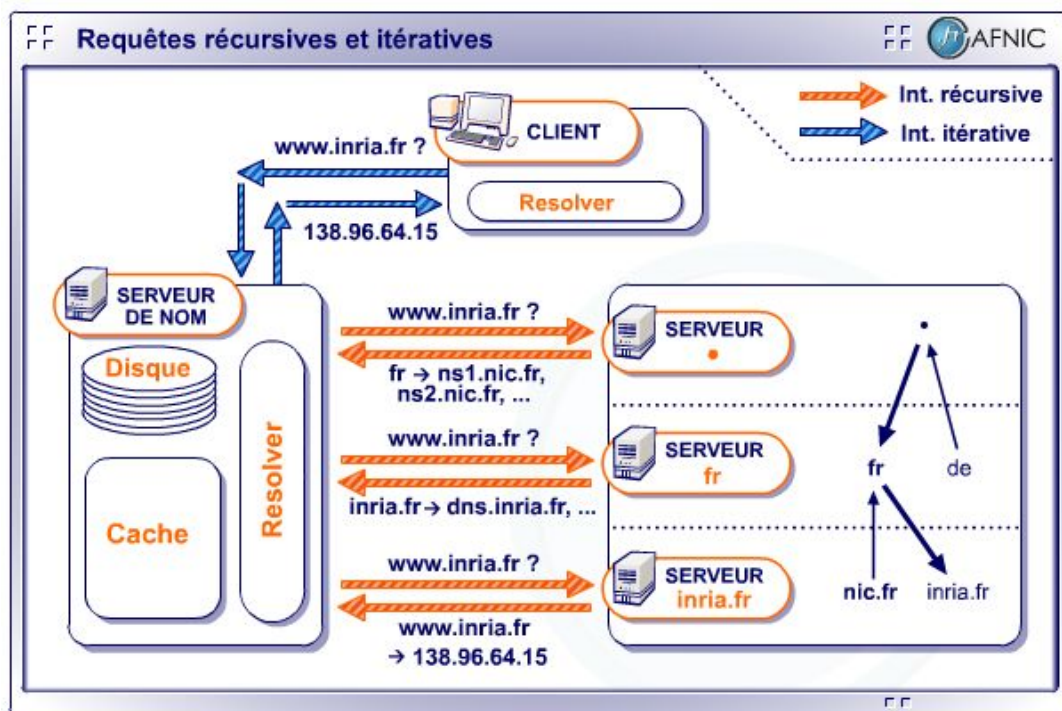 Requêtes récursives et itératives
AFNIC
Int. récursive
Int. itérative
CLIENT
Resolver
www.inria.fr ?
138.96.64.15
SERVEUR
DE NOM
Disque
Cache
Resolver
www.inria.fr ?
fr → ns1.nic.fr,
ns2.nic.fr, ...
www.inria.fr ?
inria.fr → dns.inria.fr, ...
www.inria.fr ?
www.inria.fr
→ 138.96.64.15
SERVEUR
•
SERVEUR
fr
SERVEUR
inria.fr
•
fr
de
nic.fr
inria.fr